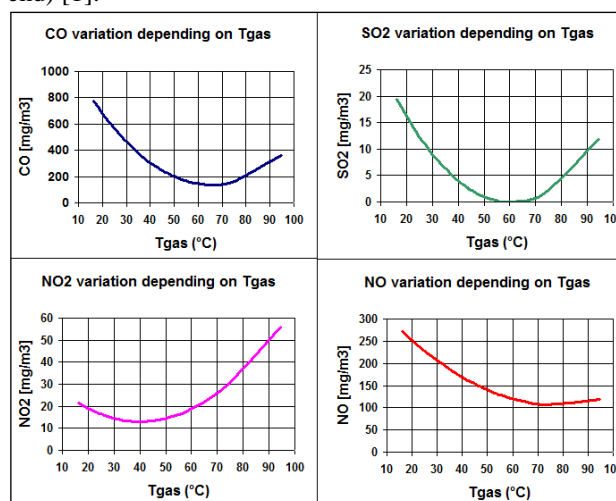 end) [1].
CO variation depending on Tgas
CO [mg/m3]
1000
800
600
400
200
0
10 20 30 40 50 60 70 80 90 100
Tgas (°C)
SO2 variation depending on Tgas
SO2 [mg/m3]
25
20
15
10
5
0
10 20 30 40 50 60 70 80 90 10
Tgas (°C)
NO2 variation depending on Tgas
NO2 [mg/m3]
60
50
40
30
20
10
0
10 20 30 40 50 60 70 80 90 100
Tgas (°C)
NO variation depending on Tgas
NO [mg/m3]
300
250
200
150
100
50
0
10 20 30 40 50 60 70 80 90 10
Tgas (°C)